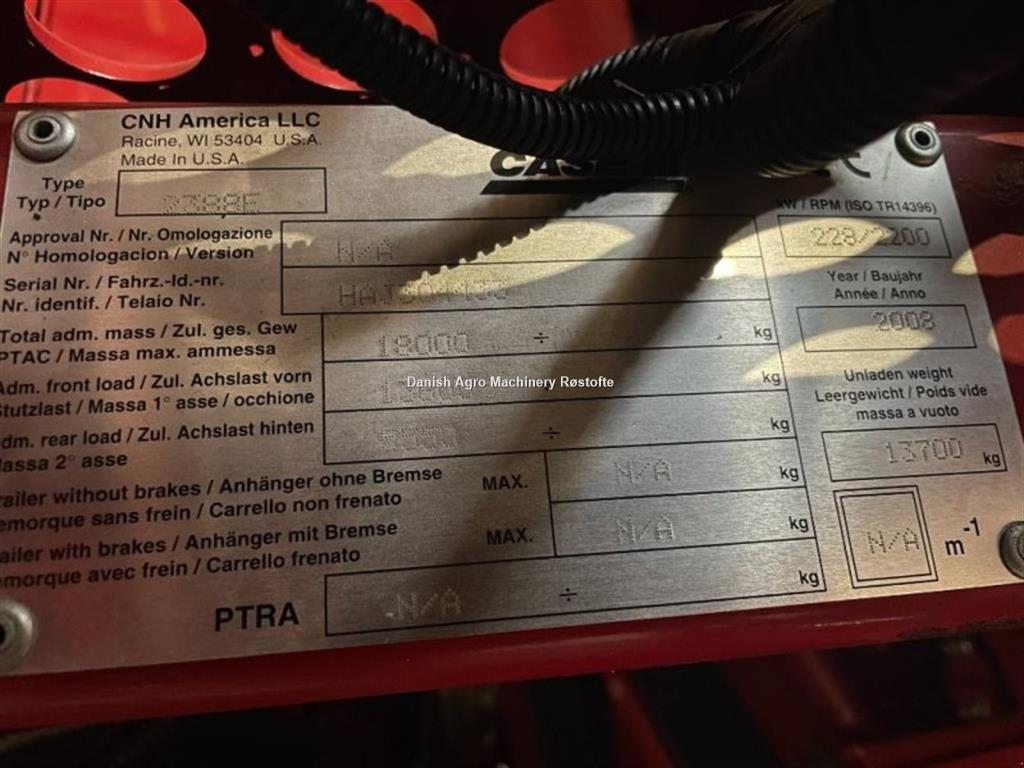 CNH America LLC
Racine, WI 53404 U.S.A.
Made In U.S.A.
CAS
Type
Typ / Tipo
2388E
kW / RPM (ISO TR14396)
228/2200
Approval Nr. / Nr. Omologazione
N° Homologacion / Version
N/A
Serial Nr. / Fahrz.-Id.-nr.
Nr. identif. / Telaio Nr.
Year / Baujahr
Année / Anno
2008
Total adm. mass / Zul. ges. Gew
PTAC / Massa max. ammessa
18000 ÷ kg
Adm. front load / Zul. Achslast vorn
Stutzlast / Massa 1° asse / occhione
kg
Danish Agro Machinery Røstofte
Unladen weight
Leergewicht / Poids vide
massa a vuoto
13700 kg
dm. rear load / Zul. Achslast hinten
lassa 2° asse
÷ kg
railer without brakes / Anhänger ohne Bremse
emorque sans frein / Carrello non frenato
MAX. N/A kg
railer with brakes / Anhänger mit Bremse
emorque avec frein / Carrello frenato
MAX. N/A kg
N/A m-1
PTRA N/A ÷ kg